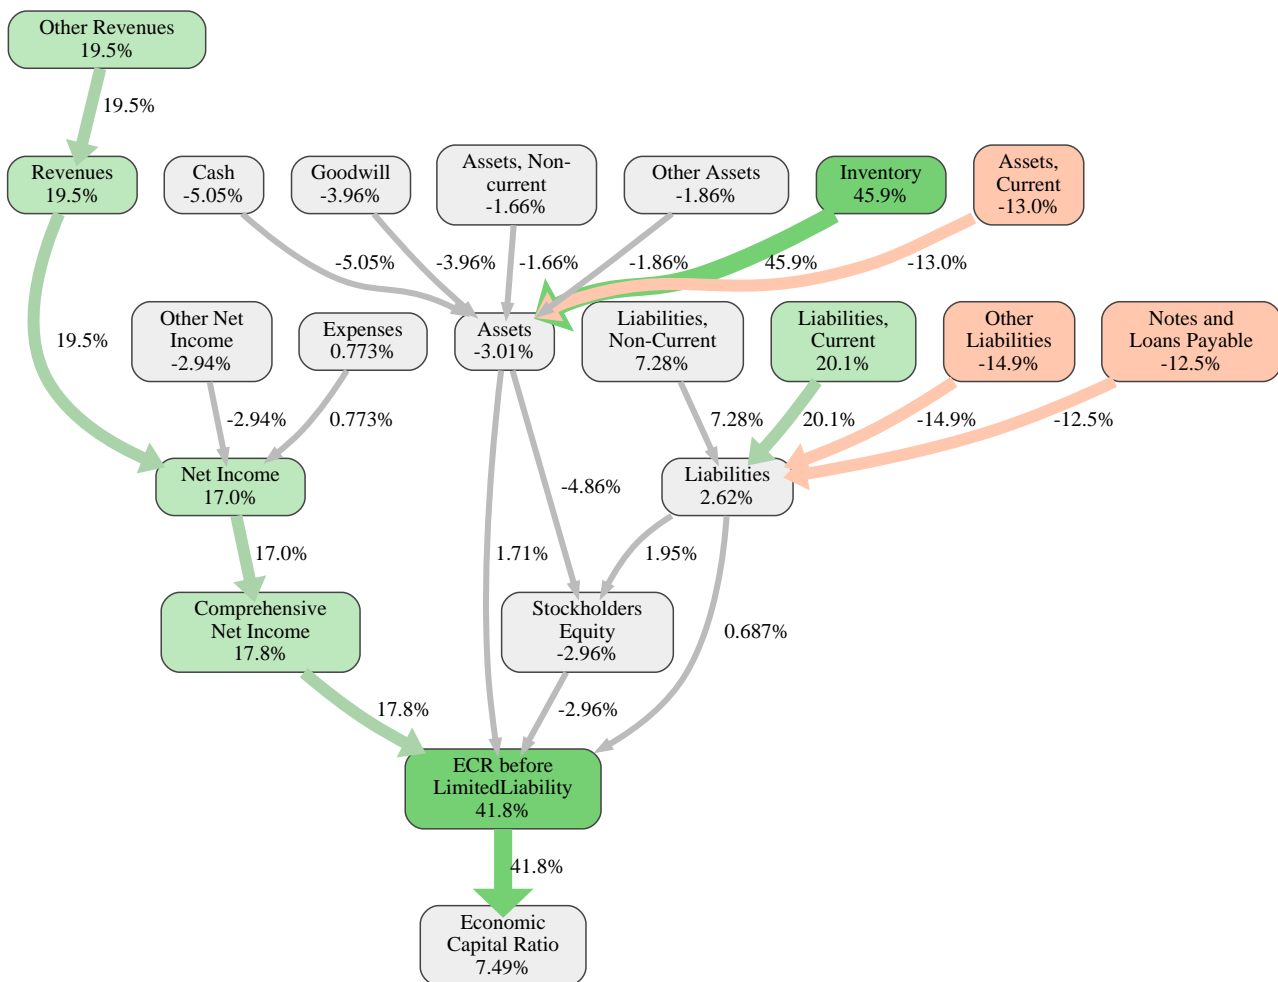 Other Revenues
19.5%
19.5%
Revenues
19.5%
Cash
-5.05%
Goodwill
-3.96%
Assets, Non-
current
-1.66%
Other Assets
-1.86%
Inventory
45.9%
Assets,
Current
-13.0%
-5.05%
-3.96%
-1.66%
-1.86%
45.9%
-13.0%
19.5%
Other Net
Income
-2.94%
Expenses
0.773%
Assets
-3.01%
Liabilities,
Non-Current
7.28%
Liabilities,
Current
20.1%
Other
Liabilities
-14.9%
Notes and
Loans Payable
-12.5%
-2.94%
0.773%
7.28%
20.1%
-14.9%
-12.5%
Net Income
17.0%
-4.86%
Liabilities
2.62%
17.0%
1.71%
1.95%
Comprehensive
Net Income
17.8%
Stockholders
Equity
-2.96%
0.687%
17.8%
-2.96%
ECR before
LimitedLiability
41.8%
41.8%
Economic
Capital Ratio
7.49%